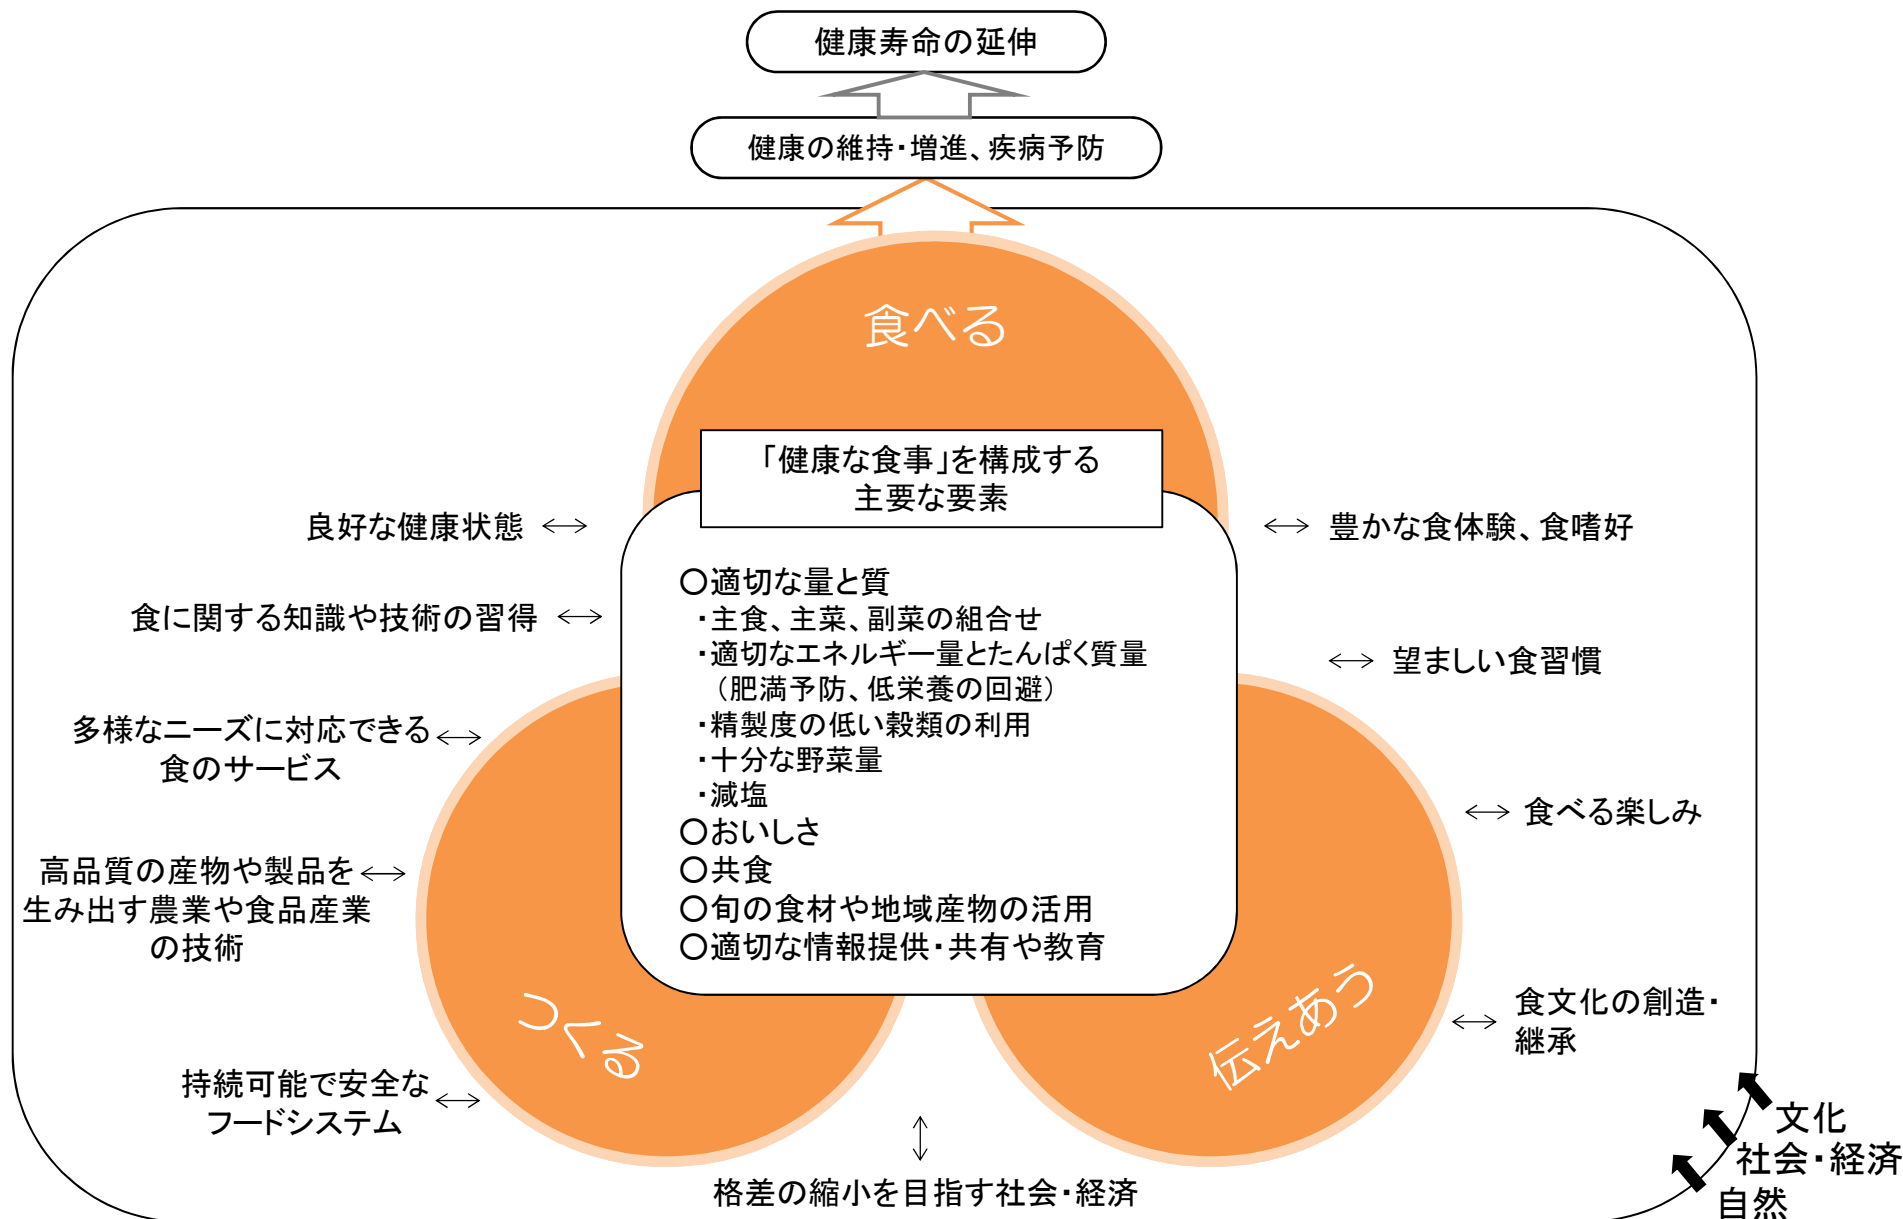 健康寿命の延伸
健康の維持・増進、疾病予防
食べる
「健康な食事」を構成する
主要な要素
〇適切な量と質
・主食、主菜、副菜の組合せ
・適切なエネルギー量とたんぱく質量
（肥満予防、低栄養の回避）
・精製度の低い穀類の利用
・十分な野菜量
・減塩
〇おいしさ
〇共食
〇旬の食材や地域産物の活用
〇適切な情報提供・共有や教育
良好な健康状態
食に関する知識や技術の習得
多様なニーズに対応できる
食のサービス
高品質の産物や製品を
生み出す農業や食品産業
の技術
持続可能で安全な
フードシステム
つくる
格差の縮小を目指す社会・経済
伝えあう
豊かな食体験、食嗜好
望ましい食習慣
食べる楽しみ
食文化の創造・
継承
文化
社会・経済
自然